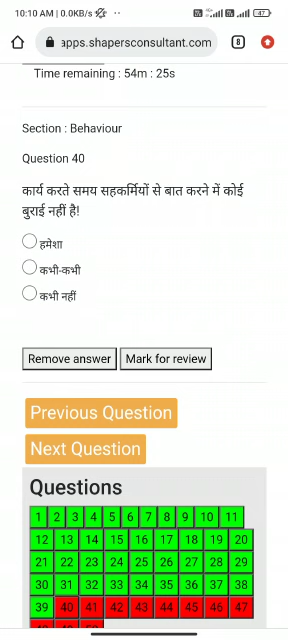 10:10 AM | 0.0KB/s
47
apps.shapersconsultant.com
8
Time remaining : 54m : 25s
Section : Behaviour
Question 40
कार्य करते समय सहकर्मियों से बात करने में कोई
बुराई नहीं है!
हमेशा
कभी-कभी
कभी नहीं
Remove answer Mark for review
Previous Question
Next Question
Questions
1 2 3 4 5 6 7 8 9 10 11
12 13 14 15 16 17 18 19 20
21 22 23 24 25 26 27 28 29
30 31 32 33 34 35 36 37 38
39 40 41 42 43 44 45 46 47